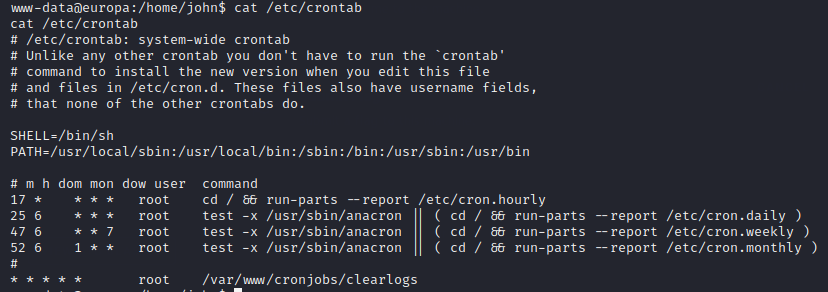 www-data@europa:/home/john$ cat /etc/crontab
cat /etc/crontab
# /etc/crontab: system-wide crontab
# Unlike any other crontab you don't have to run the `crontab'
# command to install the new version when you edit this file
# and files in /etc/cron.d. These files also have username fields,
# that none of the other crontabs do.
SHELL=/bin/sh
PATH=/usr/local/sbin:/usr/local/bin:/sbin:/bin:/usr/sbin:/usr/bin
# m h dom mon dow user  command
17 *    * * *   root    cd / && run-parts --report /etc/cron.hourly
25 6    * * *   root    test -x /usr/sbin/anacron || ( cd / && run-parts --report /etc/cron.daily )
47 6    * * 7   root    test -x /usr/sbin/anacron || ( cd / && run-parts --report /etc/cron.weekly )
52 6    1 * *   root    test -x /usr/sbin/anacron || ( cd / && run-parts --report /etc/cron.monthly )
#
* * * * *       root    /var/www/cronjobs/clearlogs